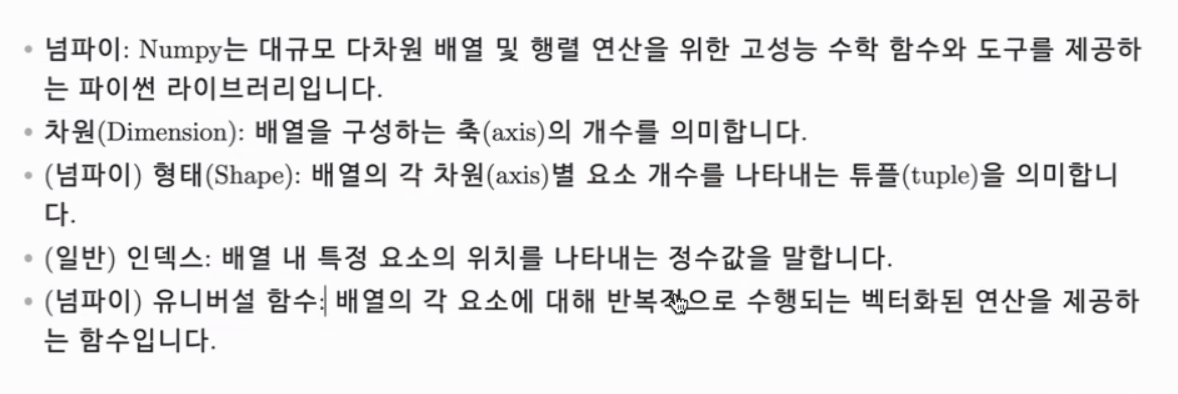 • 넘파이: Numpy는 대규모 다차원 배열 및 행렬 연산을 위한 고성능 수학 함수와 도구를 제공하
는 파이썬 라이브러리입니다.
• 차원(Dimension): 배열을 구성하는 축(axis)의 개수를 의미합니다.
• (넘파이) 형태(Shape): 배열의 각 차원(axis)별 요소 개수를 나타내는 튜플(tuple)을 의미합니
다.
• (일반) 인덱스: 배열 내 특정 요소의 위치를 나타내는 정수값을 말합니다.
• (넘파이) 유니버설 함수: 배열의 각 요소에 대해 반복적으로 수행되는 벡터화된 연산을 제공하
는 함수입니다.